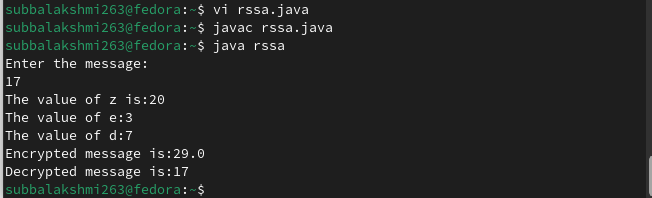 subbalakshmi263@fedora:~$ vi rssa.java
subbalakshmi263@fedora:~$ javac rssa.java
subbalakshmi263@fedora:~$ java rssa
Enter the message:
17
The value of z is:20
The value of e:3
The value of d:7
Encrypted message is:29.0
Decrypted message is:17
subbalakshmi263@fedora:~$